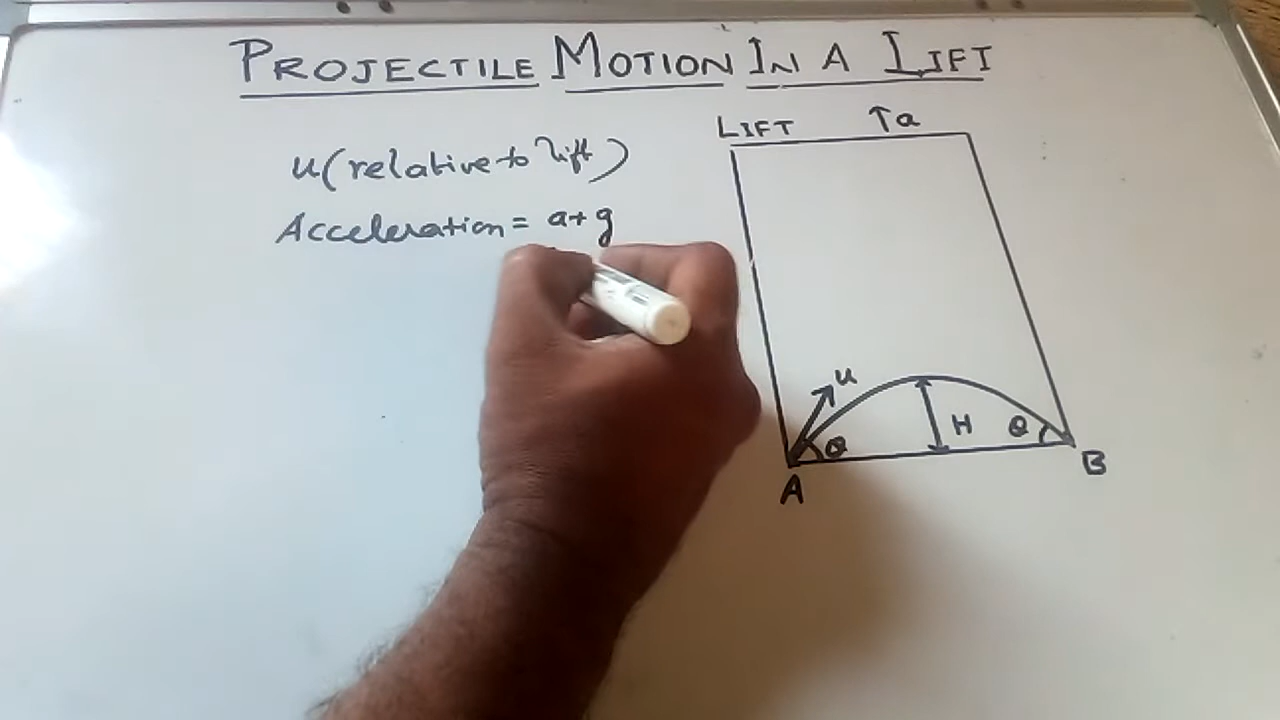 PROJECTILE MOTION IN A LIFT
LIFT ↑a
u(relative to lift)
Acceleration = a+g
u
H
θ
θ
A
B